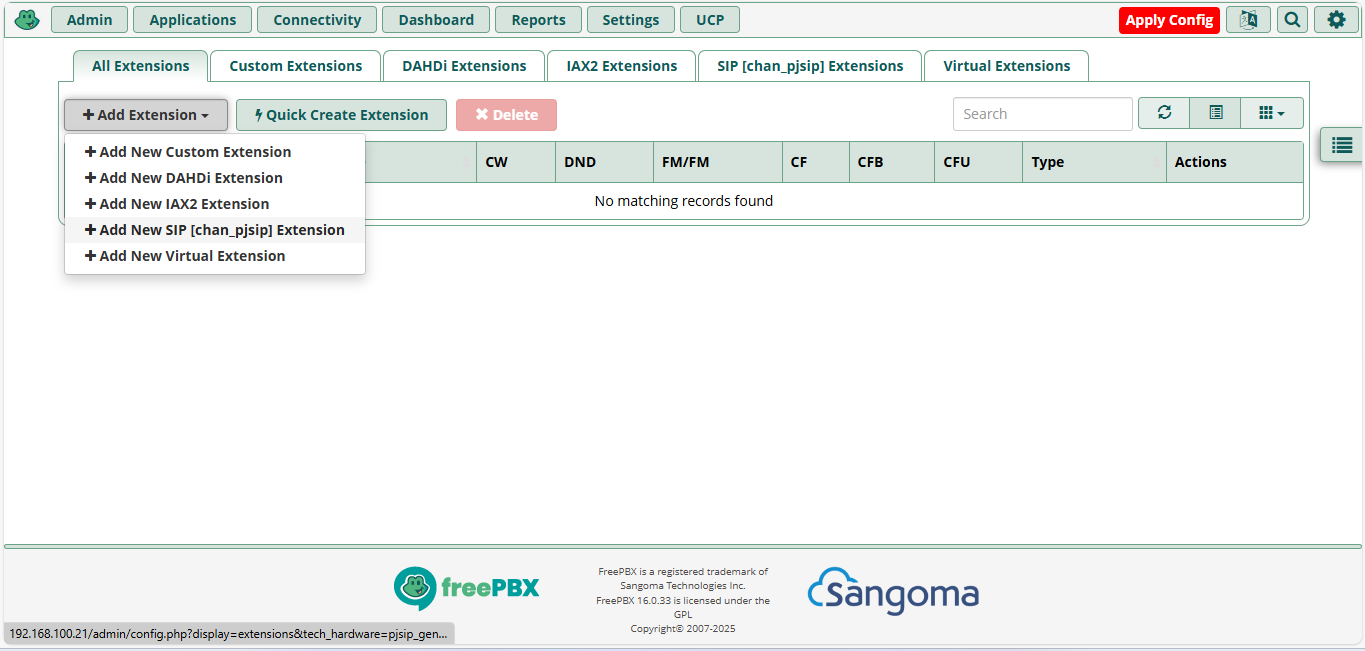 Admin Applications Connectivity Dashboard Reports Settings UCP Apply Config
All Extensions Custom Extensions DAHDi Extensions IAX2 Extensions SIP [chan_pjsip] Extensions Virtual Extensions
Add Extension Quick Create Extension Delete Search
Add New Custom Extension
Add New DAHDi Extension
Add New IAX2 Extension
Add New SIP [chan_pjsip] Extension
Add New Virtual Extension
CW DND FM/FM CF CFB CFU Type Actions
No matching records found
freePBX
FreePBX is a registered trademark of
Sangoma Technologies Inc.
FreePBX 16.0.33 is licensed under the
GPL
Copyright© 2007-2025
Sangoma
192.168.100.21/admin/config.php?display=extensions&tech_hardware=pjsip_gen...